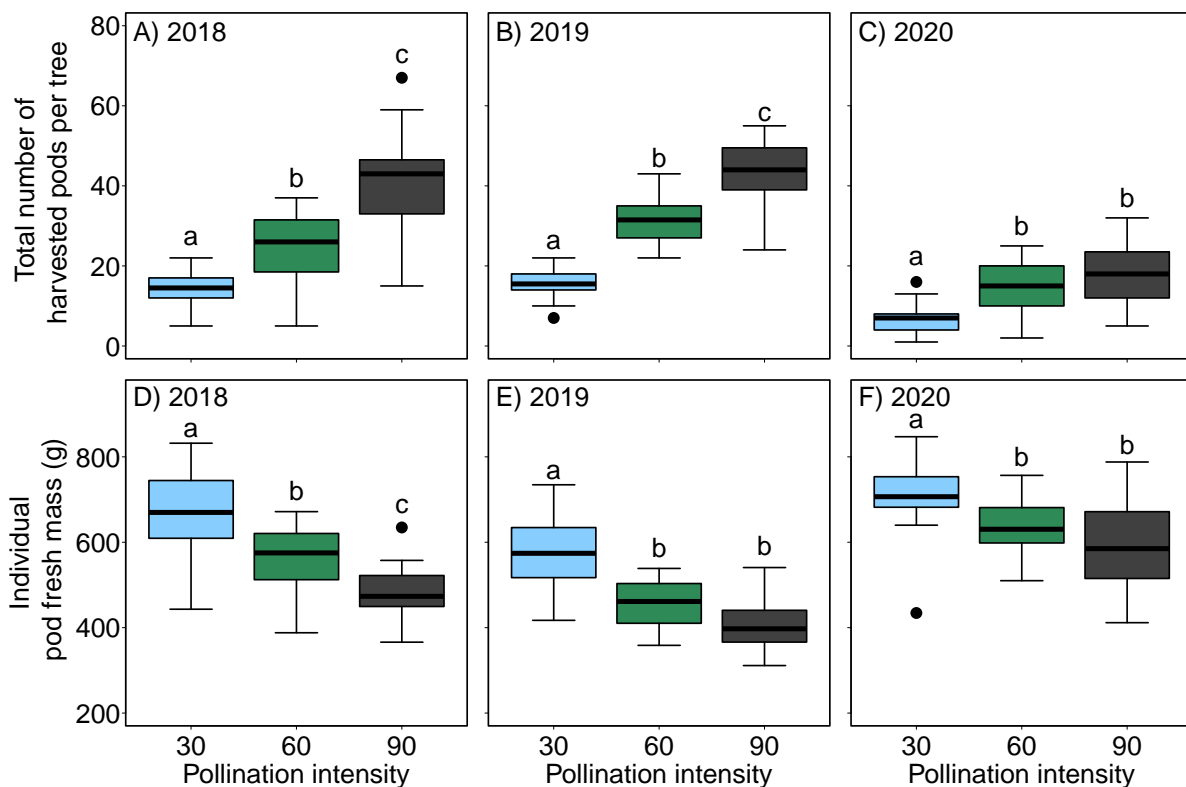 Total number of
harvested pods per tree
80
60
40
20
0
A) 2018
a
b
c
B) 2019
a
b
c
C) 2020
a
b
b
Individual
pod fresh mass (g)
800
600
400
200
D) 2018
a
b
c
E) 2019
a
b
b
F) 2020
a
b
b
30 60 90
Pollination intensity
30 60 90
Pollination intensity
30 60 90
Pollination intensity